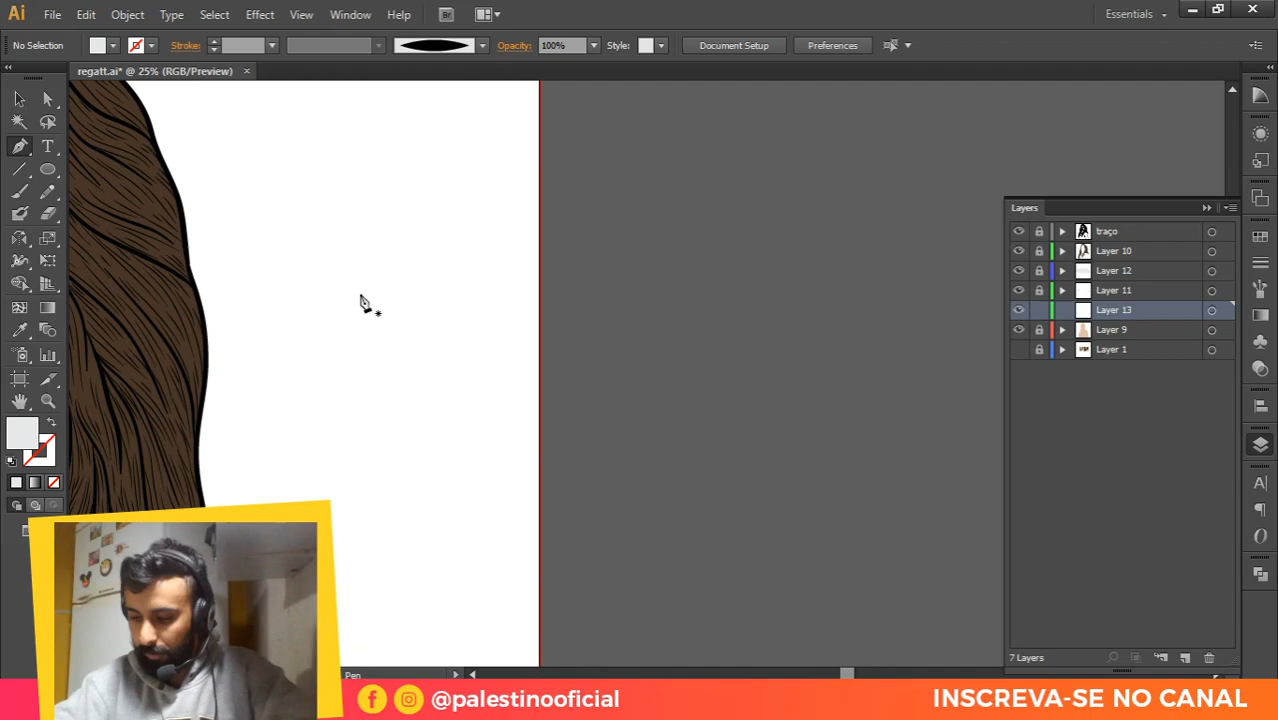 Ai File Edit Object Type Select Effect View Window Help Br Essentials
No Selection Stroke: Opacity: 100% Style: Document Setup Preferences
regatt.ai* @ 25% (RGB/Preview) ×
Layers
traço
Layer 10
Layer 12
Layer 11
Layer 13
Layer 9
Layer 1
7 Layers
Pen
@palestinooficial
INSCREVA-SE NO CANAL